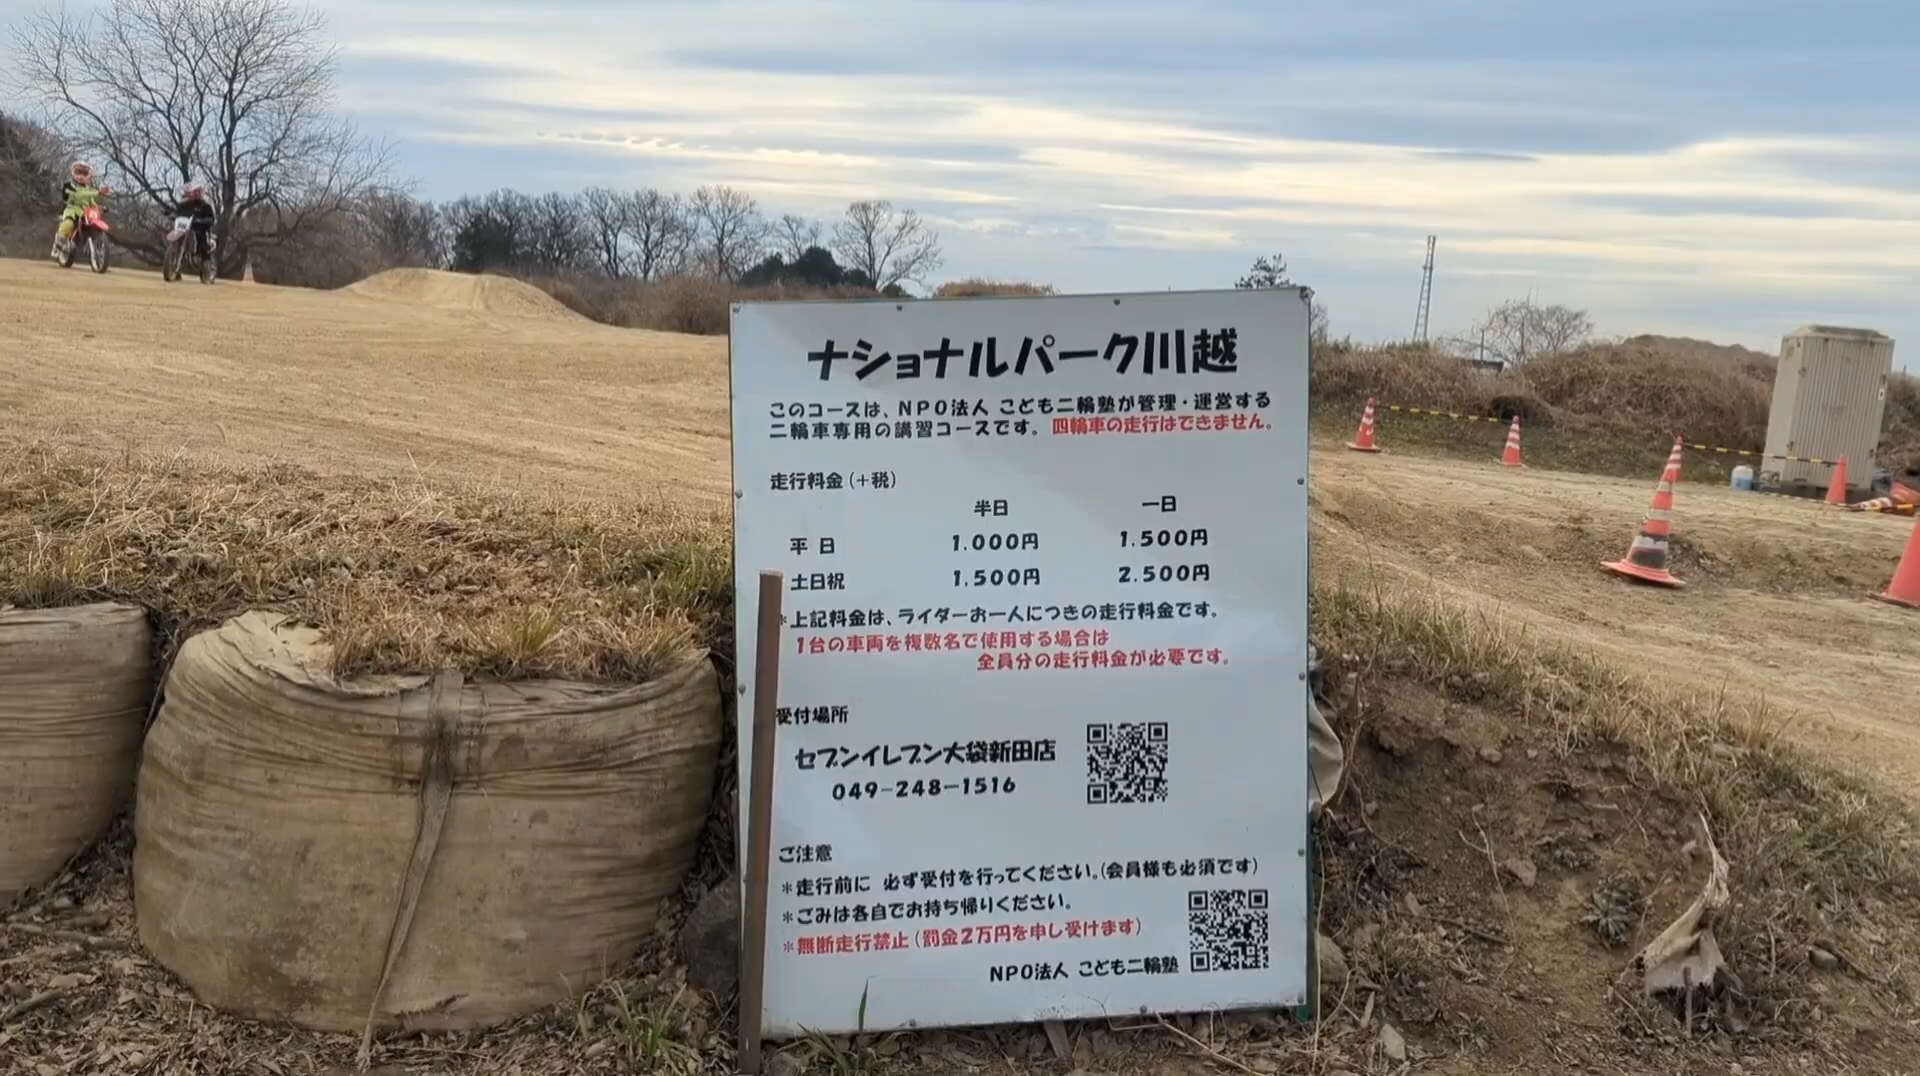 ナショナルパーク川越
このコースは、NPO法人 こども二輪塾が管理・運営する
二輪車専用の講習コースです。四輪車の走行はできません。
走行料金(+税)
半日 一日
平 日 1.000円 1.500円
土日祝 1,500円 2.500円
*上記料金は、ライダーお一人につきの走行料金です。
1台の車両を複数名で使用する場合は
全員分の走行料金が必要です。
受付場所
セブンイレブン大袋新田店
049-248-1516
ご注意
*走行前に 必ず受付を行ってください。(会員様も必須です)
*ごみは各自でお持ち帰りください。
*無断走行禁止(罰金2万円を申し受けます)
NPO法人 こども二輪塾